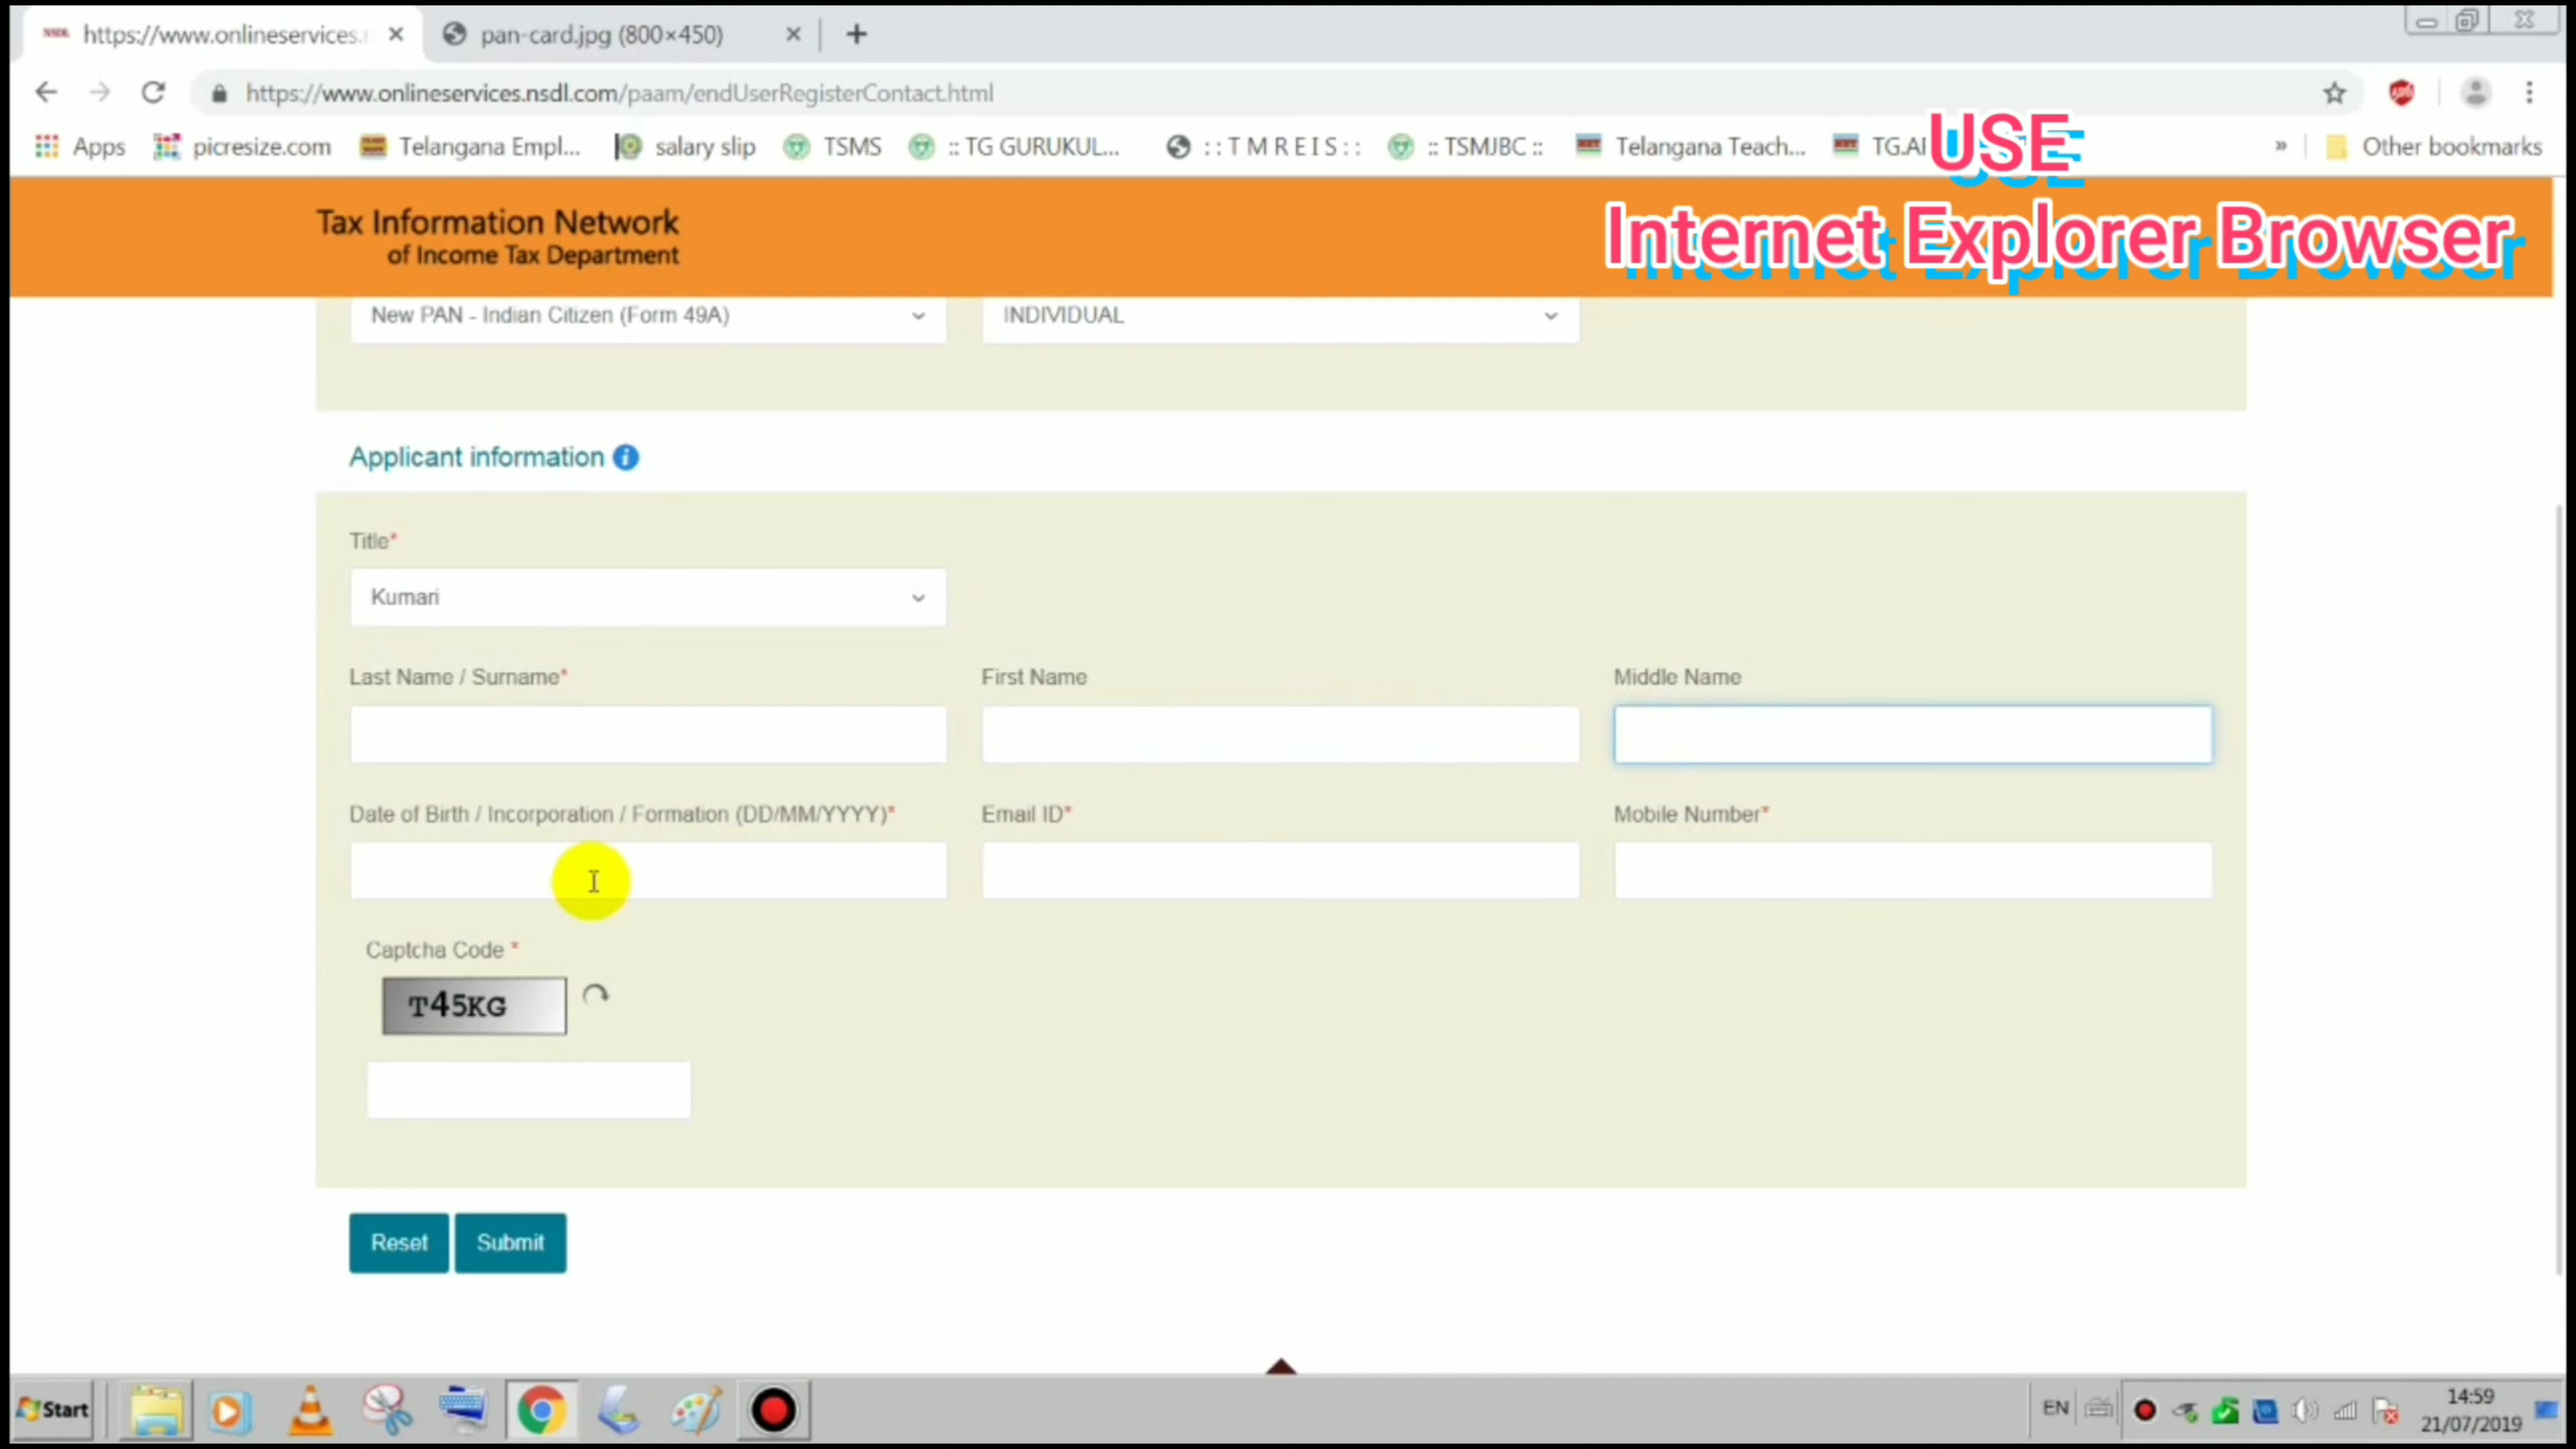 NSDL https://www.onlineservices.n
pan-card.jpg (800×450)
https://www.onlineservices.nsdl.com/paam/endUserRegisterContact.html
Apps picresize.com Telangana Empl... salary slip TSMS :: TG GURUKUL... : : T M R E I S : : :: TSMJBC :: Telangana Teach... TG.AP » Other bookmarks
USE
Internet Explorer Browser
Tax Information Network
of Income Tax Department
New PAN - Indian Citizen (Form 49A) INDIVIDUAL
Applicant information
Title*
Kumari
Last Name / Surname* First Name Middle Name
Date of Birth / Incorporation / Formation (DD/MM/YYYY)* Email ID* Mobile Number*
Captcha Code *
T45KG
Reset Submit
Start EN 14:59
21/07/2019